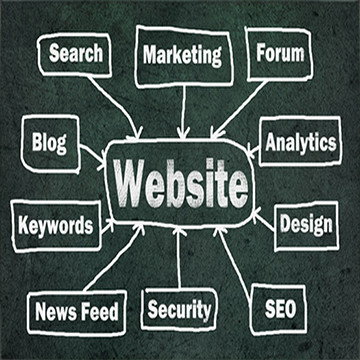 Search
Marketing
Forum
Blog
Website
Analytics
Keywords
Design
News Feed
Security
SEO